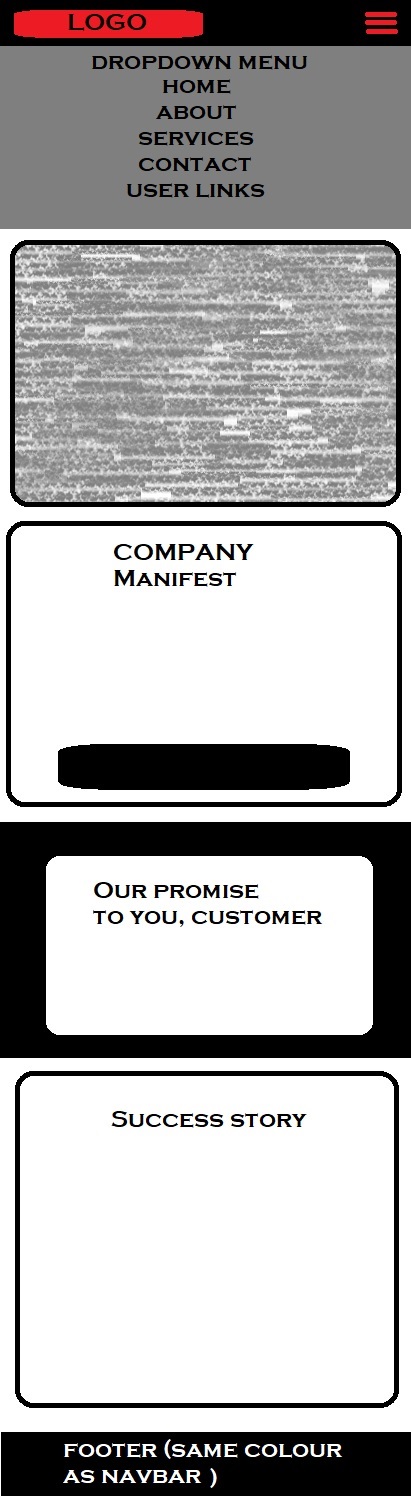 LOGO
DROPDOWN MENU
HOME
ABOUT
SERVICES
CONTACT
USER LINKS
COMPANY
Manifest
Our promise
to you, customer
Success story
FOOTER (SAME COLOUR
AS NAVBAR )